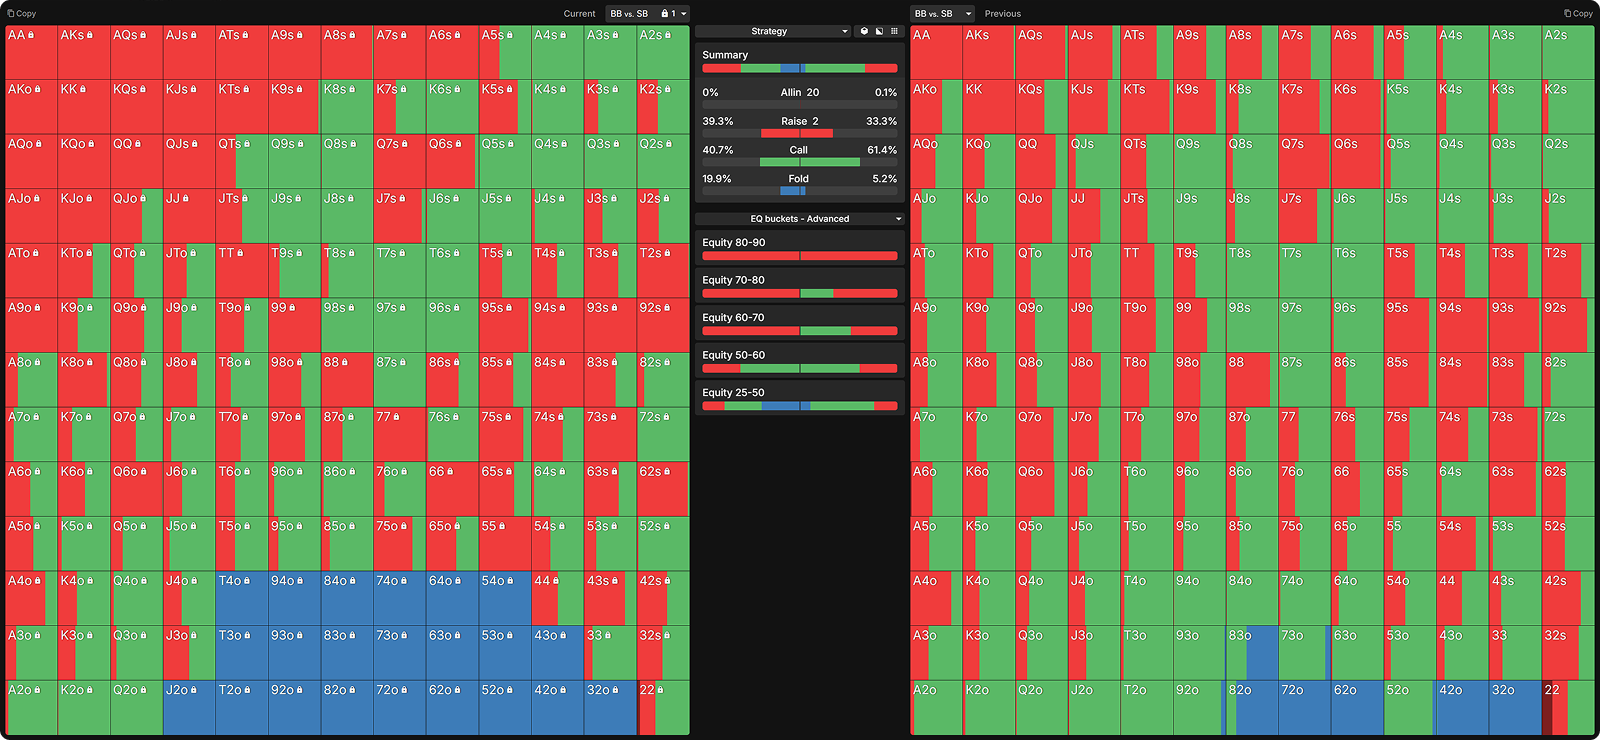 Copy Current BB vs. SB 1 BB vs. SB Previous Copy
AA AKs AQs AJs ATs A9s A8s A7s A6s A5s A4s A3s A2s
AKo KK KQs KJs KTs K9s K8s K7s K6s K5s K4s K3s K2s
AQo KQo QQ QJs QTs Q9s Q8s Q7s Q6s Q5s Q4s Q3s Q2s
AJo KJo QJo JJ JTs J9s J8s J7s J6s J5s J4s J3s J2s
ATo KTo QTo JTo TT T9s T8s T7s T6s T5s T4s T3s T2s
A9o K9o Q9o J9o T9o 99 98s 97s 96s 95s 94s 93s 92s
A8o K8o Q8o J8o T8o 98o 88 87s 86s 85s 84s 83s 82s
A7o K7o Q7o J7o T7o 97o 87o 77 76s 75s 74s 73s 72s
A6o K6o Q6o J6o T6o 96o 86o 76o 66 65s 64s 63s 62s
A5o K5o Q5o J5o T5o 95o 85o 75o 65o 55 54s 53s 52s
A4o K4o Q4o J4o T4o 94o 84o 74o 64o 54o 44 43s 42s
A3o K3o Q3o J3o T3o 93o 83o 73o 63o 53o 43o 33 32s
A2o K2o Q2o J2o T2o 92o 82o 72o 62o 52o 42o 32o 22
Strategy
Summary
0% Allin 20 0.1%
39.3% Raise 2 33.3%
40.7% Call 61.4%
19.9% Fold 5.2%
EQ buckets - Advanced
Equity 80-90
Equity 70-80
Equity 60-70
Equity 50-60
Equity 25-50
AA AKs AQs AJs ATs A9s A8s A7s A6s A5s A4s A3s A2s
AKo KK KQs KJs KTs K9s K8s K7s K6s K5s K4s K3s K2s
AQo KQo QQ QJs QTs Q9s Q8s Q7s Q6s Q5s Q4s Q3s Q2s
AJo KJo QJo JJ JTs J9s J8s J7s J6s J5s J4s J3s J2s
ATo KTo QTo JTo TT T9s T8s T7s T6s T5s T4s T3s T2s
A9o K9o Q9o J9o T9o 99 98s 97s 96s 95s 94s 93s 92s
A8o K8o Q8o J8o T8o 98o 88 87s 86s 85s 84s 83s 82s
A7o K7o Q7o J7o T7o 97o 87o 77 76s 75s 74s 73s 72s
A6o K6o Q6o J6o T6o 96o 86o 76o 66 65s 64s 63s 62s
A5o K5o Q5o J5o T5o 95o 85o 75o 65o 55 54s 53s 52s
A4o K4o Q4o J4o T4o 94o 84o 74o 64o 54o 44 43s 42s
A3o K3o Q3o J3o T3o 93o 83o 73o 63o 53o 43o 33 32s
A2o K2o Q2o J2o T2o 92o 82o 72o 62o 52o 42o 32o 22